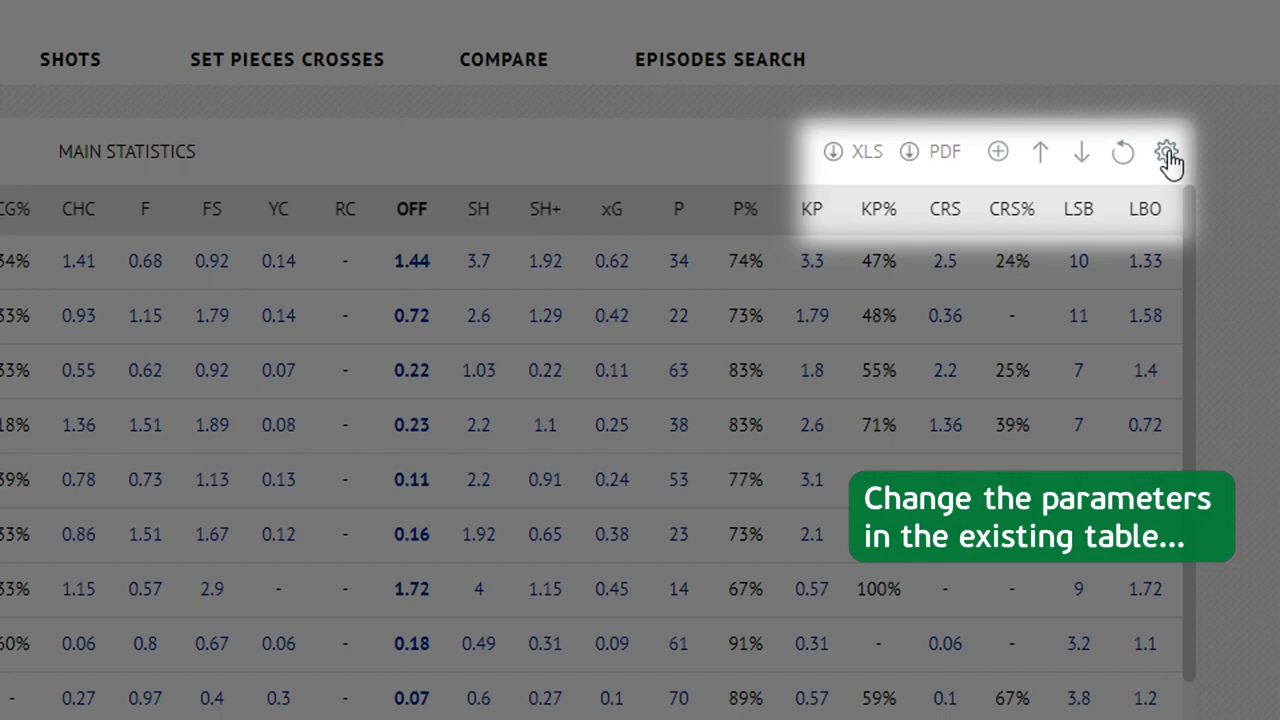 SHOTS SET PIECES CROSSES COMPARE EPISODES SEARCH
MAIN STATISTICS XLS PDF
CG% CHC F FS YC RC OFF SH SH+ xG P P% KP KP% CRS CRS% LSB LBO
34% 1.41 0.68 0.92 0.14 - 1.44 3.7 1.92 0.62 34 74% 3.3 47% 2.5 24% 10 1.33
33% 0.93 1.15 1.79 0.14 - 0.72 2.6 1.29 0.42 22 73% 1.79 48% 0.36 - 11 1.58
33% 0.55 0.62 0.92 0.07 - 0.22 1.03 0.22 0.11 63 83% 1.8 55% 2.2 25% 7 1.4
18% 1.36 1.51 1.89 0.08 - 0.23 2.2 1.1 0.25 38 83% 2.6 71% 1.36 39% 7 0.72
39% 0.78 0.73 1.13 0.13 - 0.11 2.2 0.91 0.24 53 77% 3.1
33% 0.86 1.51 1.67 0.12 - 0.16 1.92 0.65 0.38 23 73% 2.1
Change the parameters
in the existing table...
33% 1.15 0.57 2.9 - - 1.72 4 1.15 0.45 14 67% 0.57 100% - - 9 1.72
60% 0.06 0.8 0.67 0.06 - 0.18 0.49 0.31 0.09 61 91% 0.31 - 0.06 - 3.2 1.1
- 0.27 0.97 0.4 0.3 - 0.07 0.6 0.27 0.1 70 89% 0.57 59% 0.1 67% 3.8 1.2